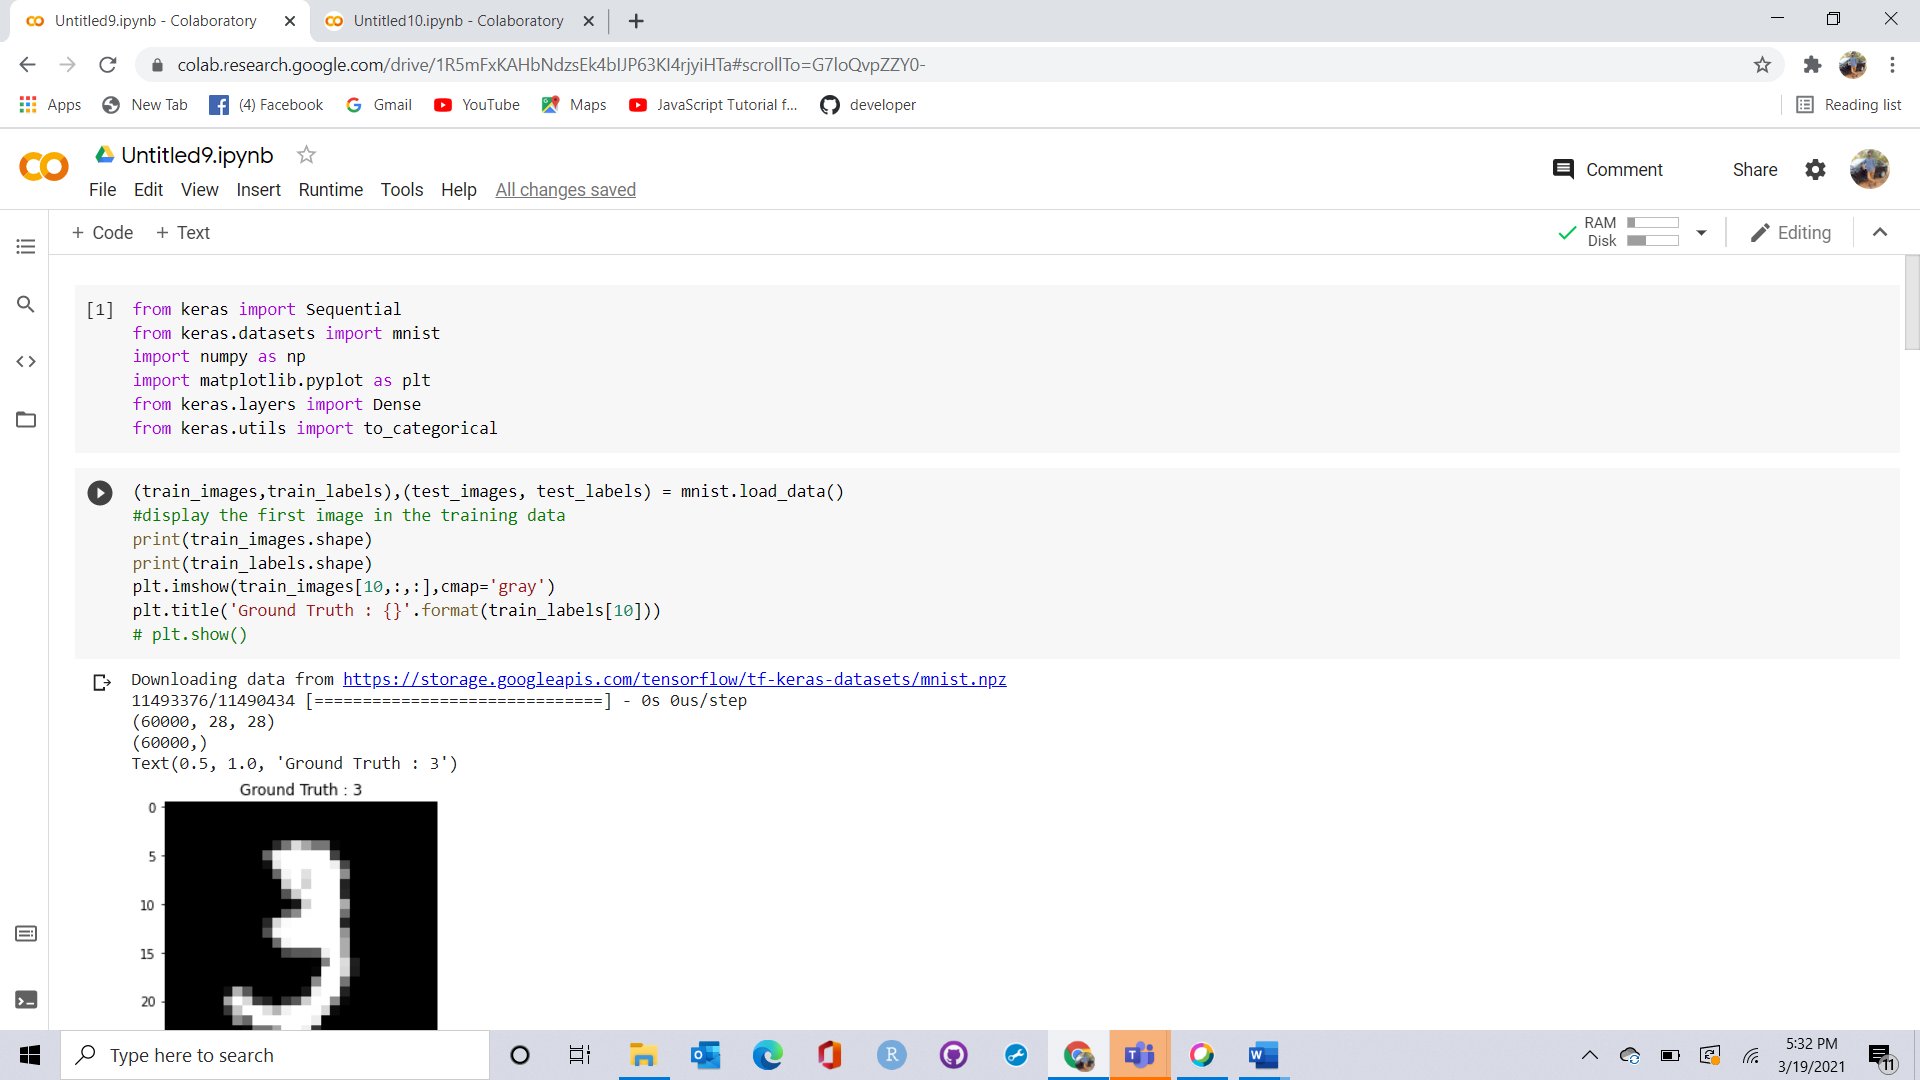 Untitled9.ipynb - Colaboratory
Untitled10.ipynb - Colaboratory
colab.research.google.com/drive/1R5mFxKAHbNdzsEk4bIJP63KI4rjyiHTa#scrollTo=G7loQvpZZY0-
Apps
New Tab
(4) Facebook
Gmail
YouTube
Maps
JavaScript Tutorial f...
developer
Reading list
Untitled9.ipynb
File Edit View Insert Runtime Tools Help All changes saved
Comment
Share
+ Code + Text
RAM
Disk
Editing
[1] from keras import Sequential
from keras.datasets import mnist
import numpy as np
import matplotlib.pyplot as plt
from keras.layers import Dense
from keras.utils import to_categorical
(train_images,train_labels),(test_images, test_labels) = mnist.load_data()
#display the first image in the training data
print(train_images.shape)
print(train_labels.shape)
plt.imshow(train_images[10,:,:],cmap='gray')
plt.title('Ground Truth : {}'.format(train_labels[10]))
# plt.show()
Downloading data from https://storage.googleapis.com/tensorflow/tf-keras-datasets/mnist.npz
11493376/11490434 [==============================] - 0s 0us/step
(60000, 28, 28)
(60000,)
Text(0.5, 1.0, 'Ground Truth : 3')
Ground Truth : 3
0
5
10
15
20
Type here to search
5:32 PM
3/19/2021
11